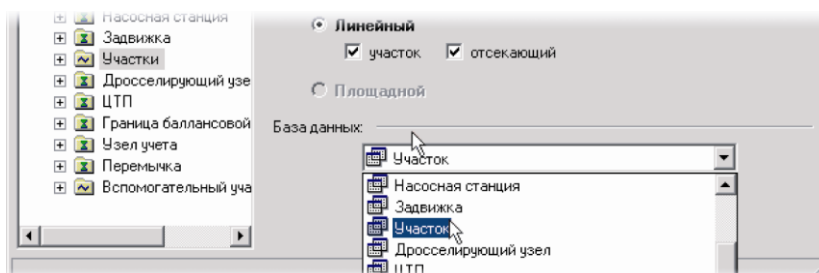 Насосная станция
Задвижка
Участки
Дросселирующий узе
ЦТП
Граница баллансовой
Узел учета
Перемычка
Вспомогательный уча
Линейный
участок отсекающий
Площадной
База данных:
Участок
Насосная станция
Задвижка
Участок
Дросселирующий узел
ЦТП